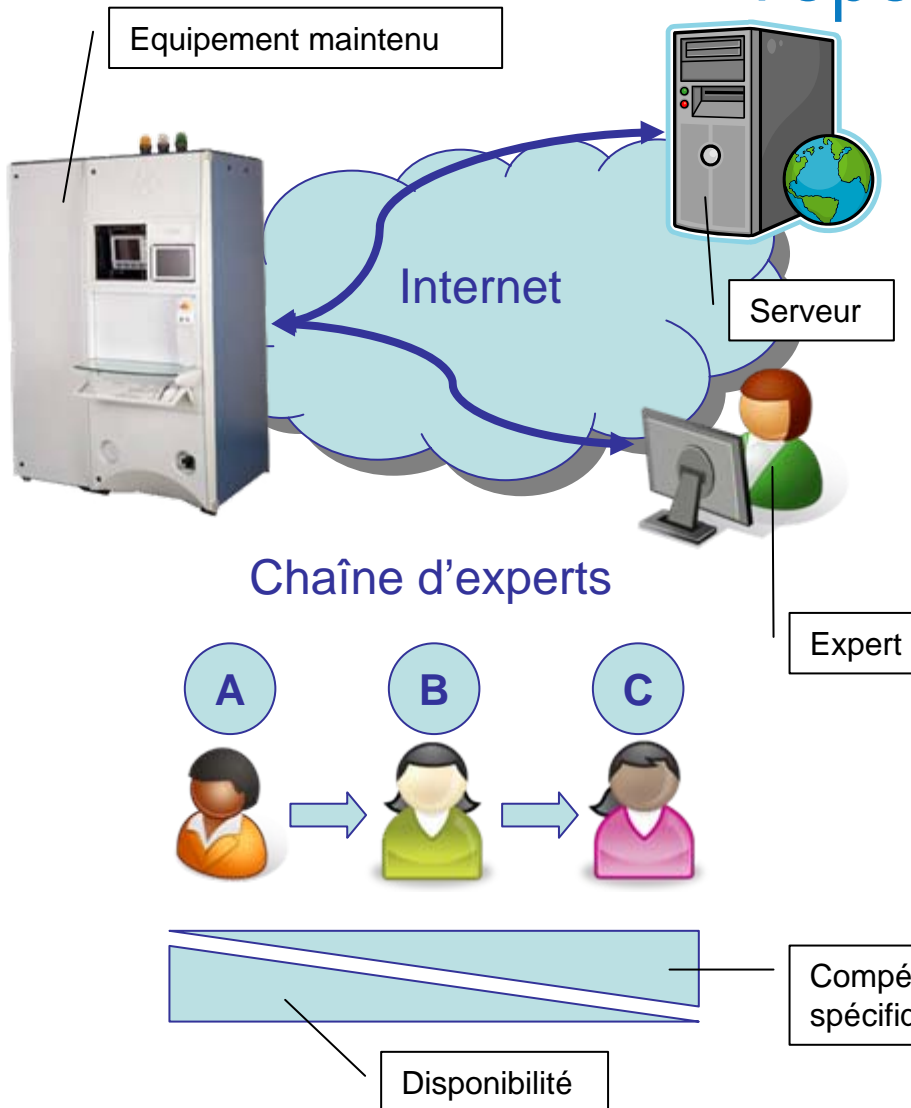 Equipement maintenu
Internet
Serveur
Chaîne d'experts
Expert
A
B
C
Disponibilité